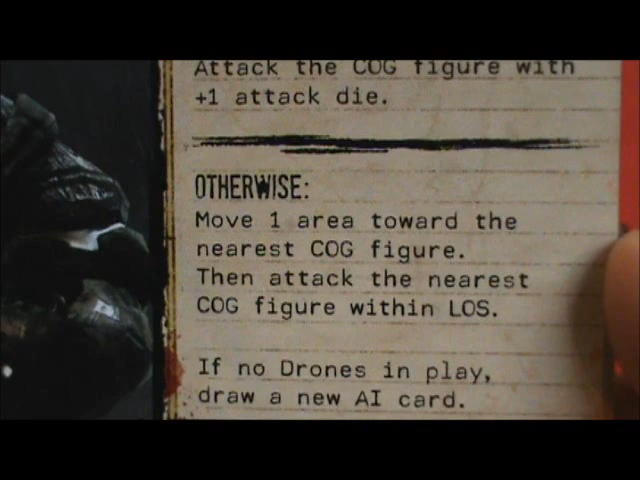 Attack the COG figure with
+1 attack die.
OTHERWISE:
Move 1 area toward the
nearest COG figure.
Then attack the nearest
COG figure within LOS.
If no Drones in play,
draw a new AI card.